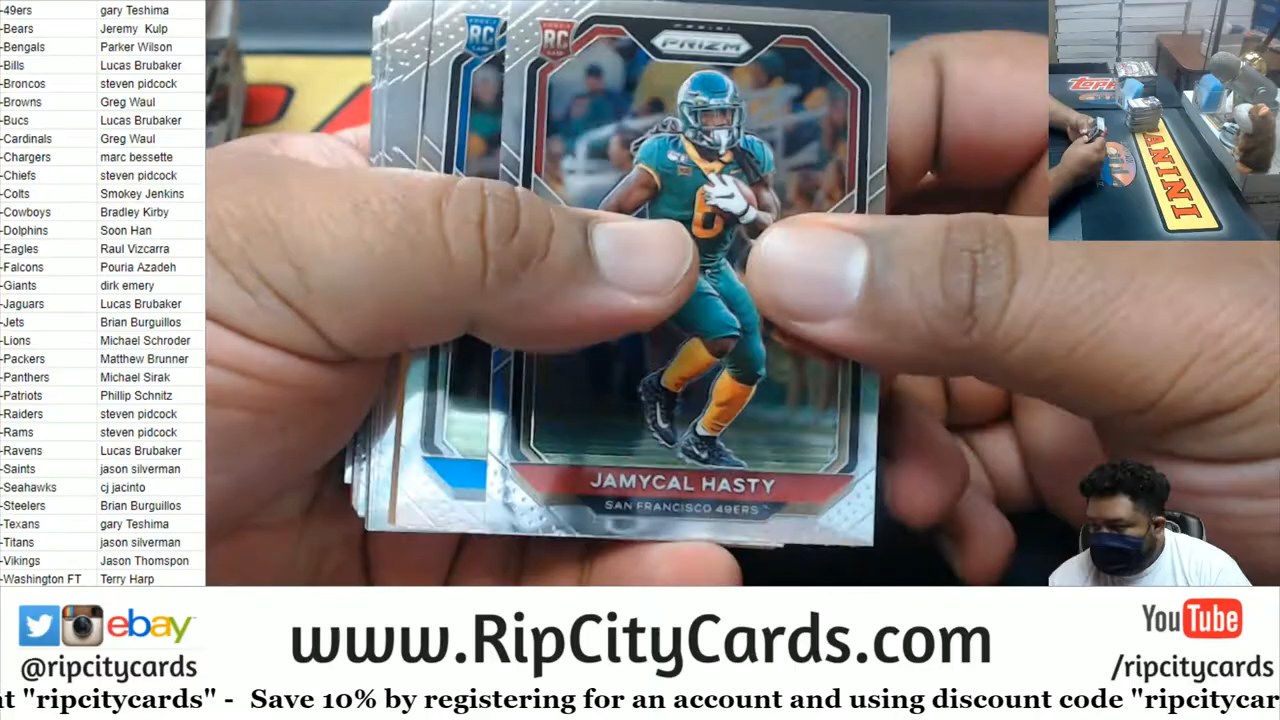 -49ers gary Teshima
-Bears Jeremy Kulp
-Bengals Parker Wilson
-Bills Lucas Brubaker
-Broncos steven pidcock
-Browns Greg Waul
-Bucs Lucas Brubaker
-Cardinals Greg Waul
-Chargers marc bessette
-Chiefs steven pidcock
-Colts Smokey Jenkins
-Cowboys Bradley Kirby
-Dolphins Soon Han
-Eagles Raul Vizcarra
-Falcons Pouria Azadeh
-Giants dirk emery
-Jaguars Lucas Brubaker
-Jets Brian Burguillos
-Lions Michael Schroder
-Packers Matthew Brunner
-Panthers Michael Sirak
-Patriots Phillip Schnitz
-Raiders steven pidcock
-Rams steven pidcock
-Ravens Lucas Brubaker
-Saints jason silverman
-Seahawks cj jacinto
-Steelers Brian Burguillos
-Texans gary Teshima
-Titans jason silverman
-Vikings Jason Thomspon
-Washington FT Terry Harp
RC
RC
PANINI
PRIZM
6
JAMYCAL HASTY
SAN FRANCISCO 49ERS
TOPPS
PANINI
ebay
@ripcitycards
www.RipCityCards.com
YouTube
/ripcitycards
"ripcitycards" - Save 10% by registering for an account and using discount code "ripcitycar